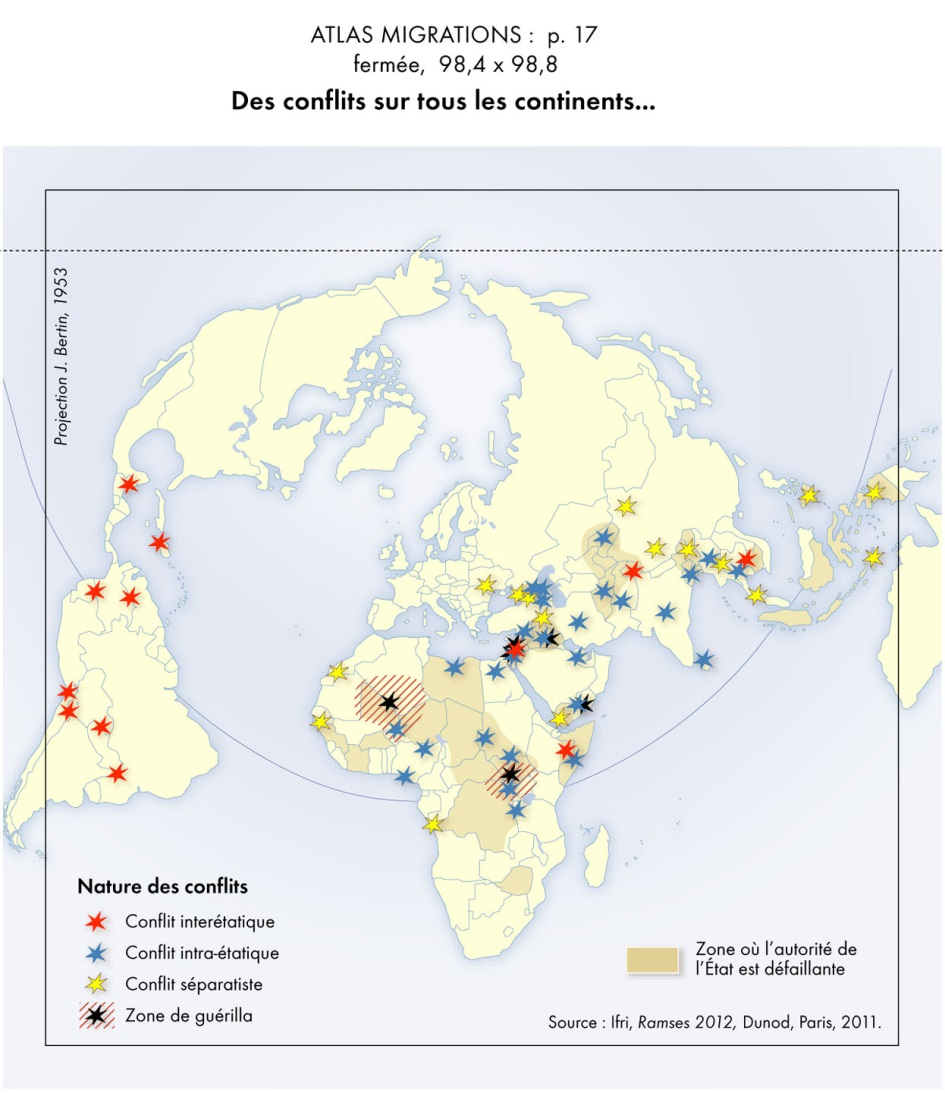 ATLAS MIGRATIONS : p. 17
fermée, 98,4 x 98,8
Des conflits sur tous les continents...
Projection J. Bertin, 1953
Nature des conflits
Conflit interétatique
Conflit intra-étatique
Conflit séparatiste
Zone de guérilla
Zone où l’autorité de
l’État est défaillante
Source : Ifri, Ramses 2012, Dunod, Paris, 2011.